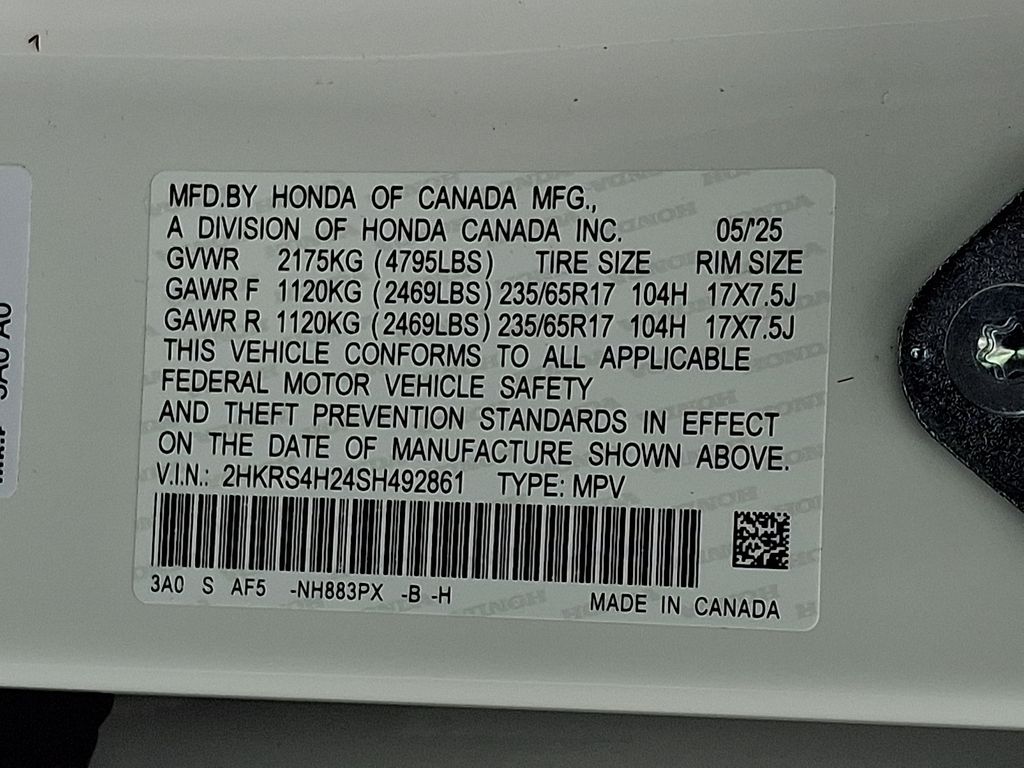 MFD.BY HONDA OF CANADA MFG.,
A DIVISION OF HONDA CANADA INC. 05/'25
GVWR 2175KG (4795LBS) TIRE SIZE RIM SIZE
GAWR F 1120KG (2469LBS) 235/65R17 104H 17X7.5J
GAWR R 1120KG (2469LBS) 235/65R17 104H 17X7.5J
THIS VEHICLE CONFORMS TO ALL APPLICABLE
FEDERAL MOTOR VEHICLE SAFETY
AND THEFT PREVENTION STANDARDS IN EFFECT
ON THE DATE OF MANUFACTURE SHOWN ABOVE.
V.I.N.: 2HKRS4H24SH492861 TYPE: MPV
3A0 S AF5 -NH883PX -B -H
MADE IN CANADA